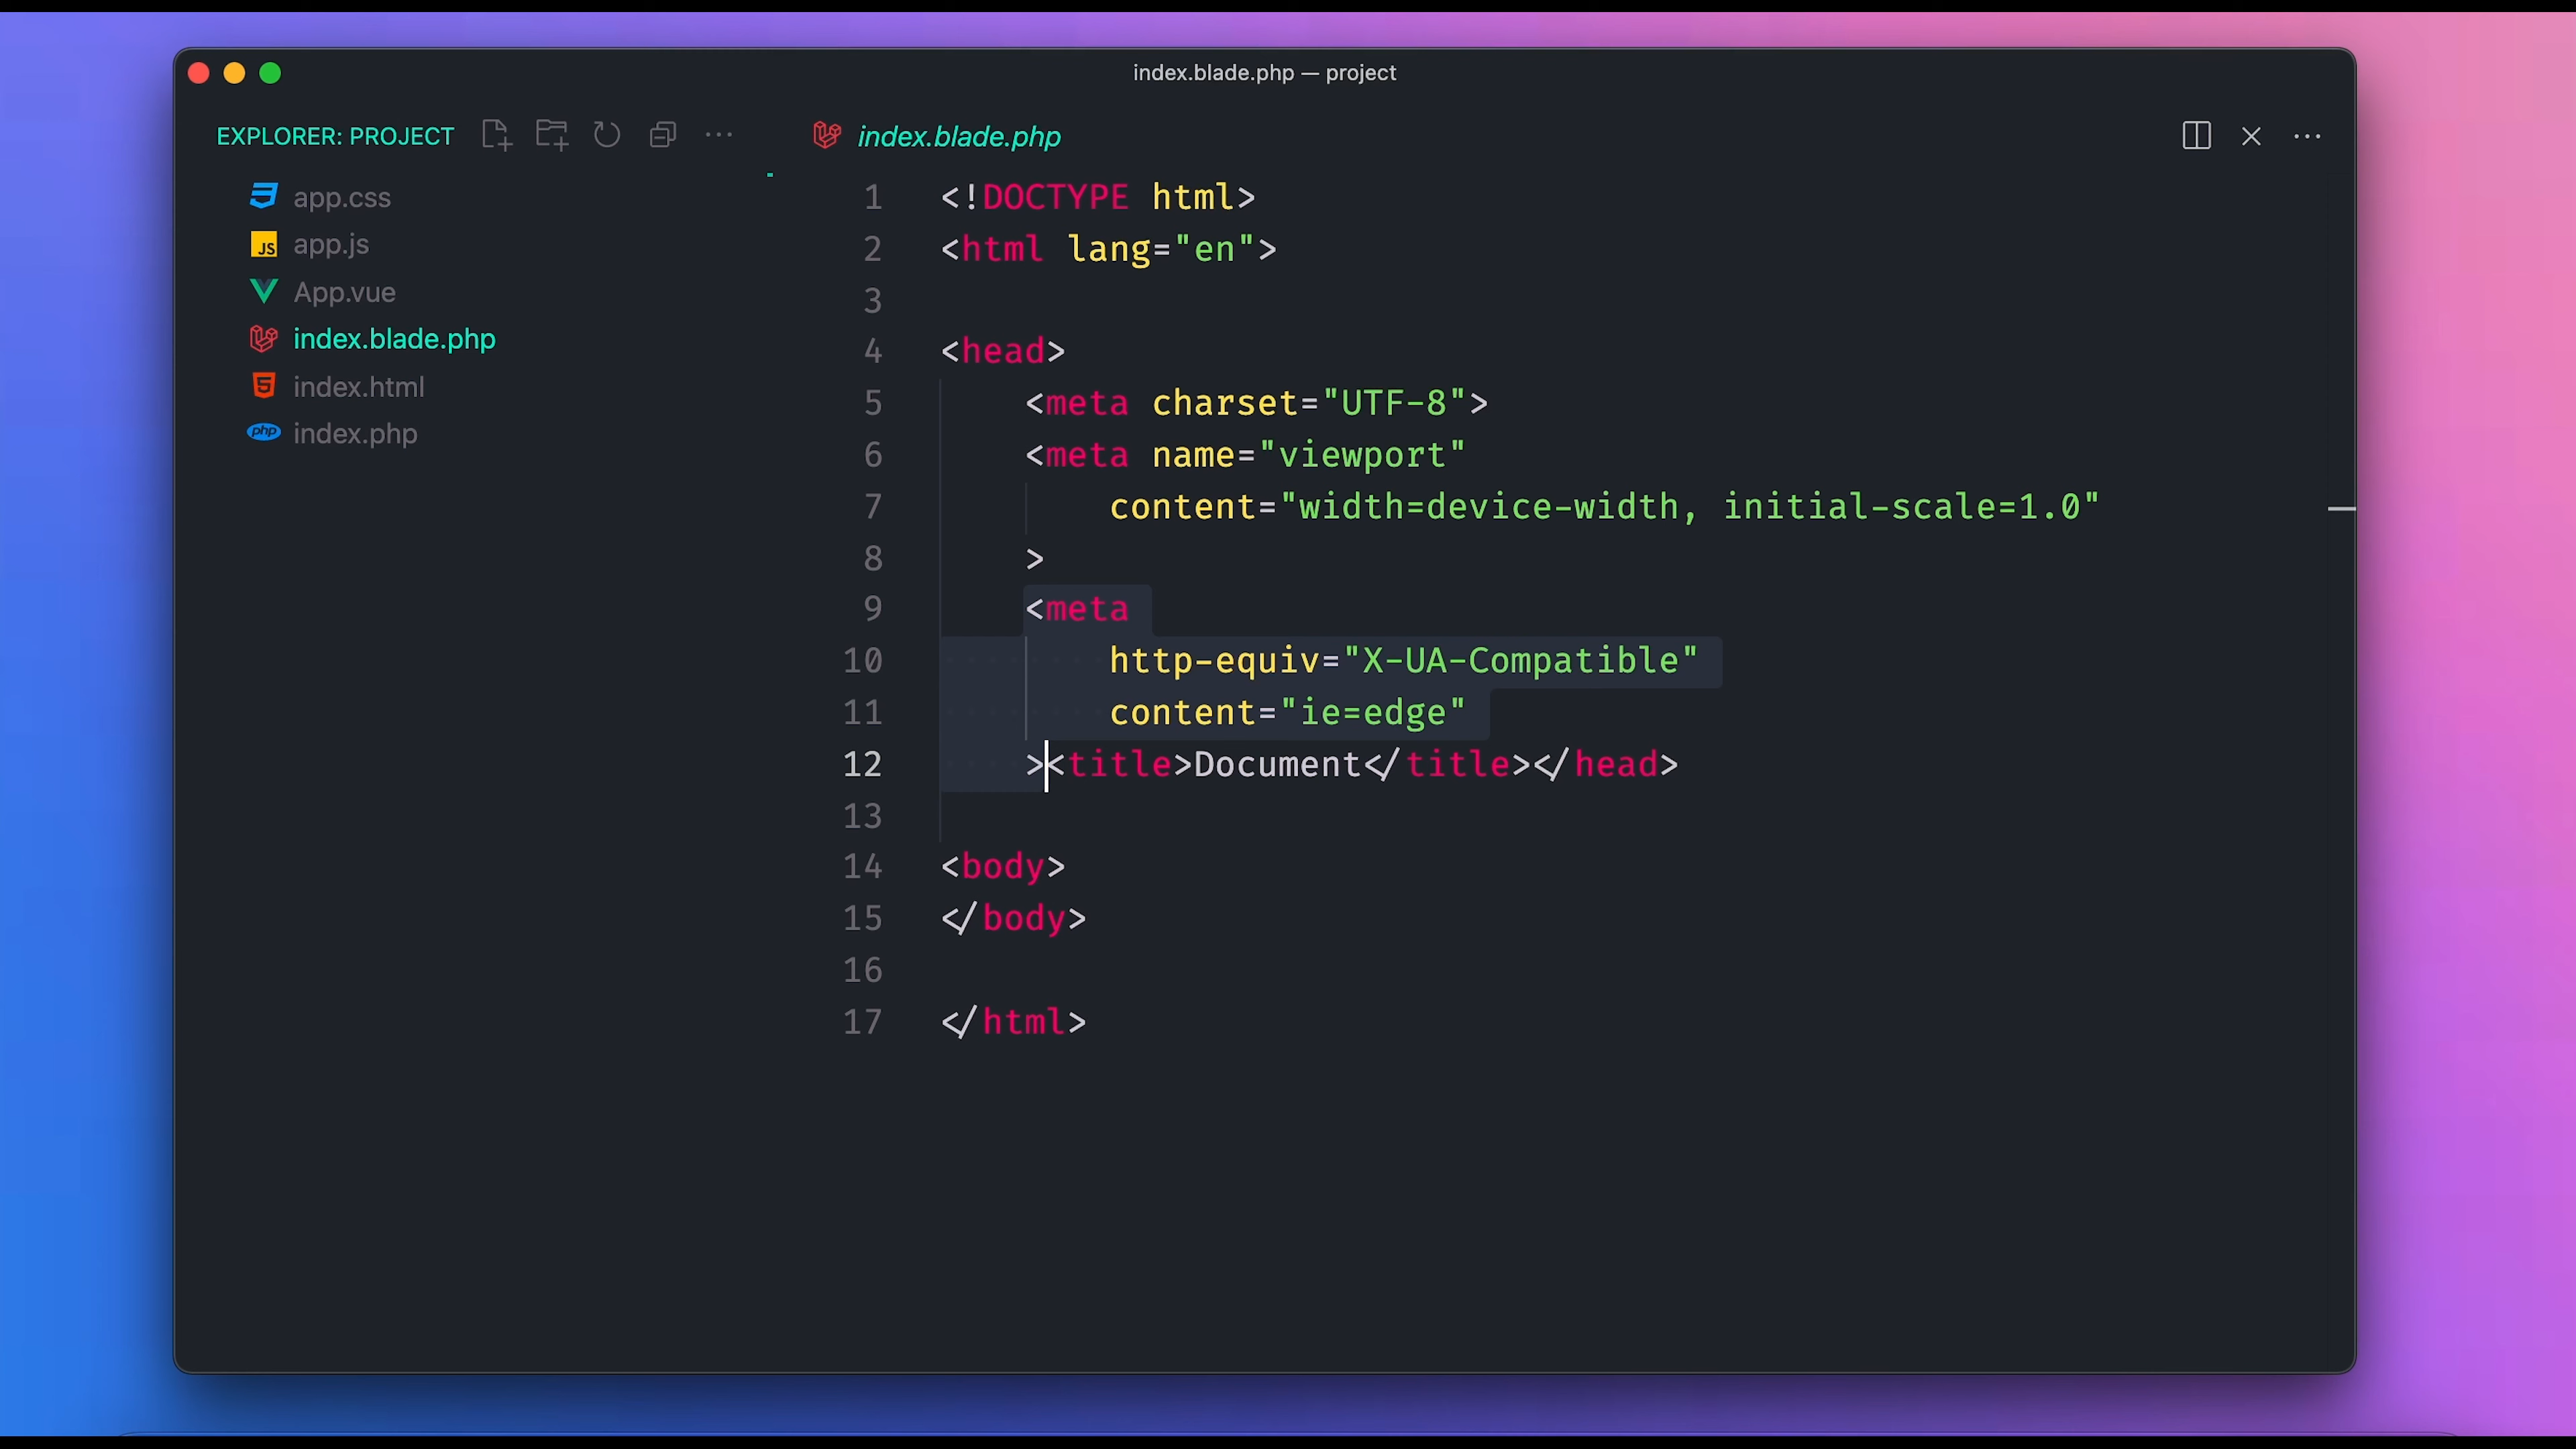 index.blade.php — project
EXPLORER: PROJECT
index.blade.php
app.css
JS app.js
App.vue
index.blade.php
5 index.html
php index.php
1 <!DOCTYPE html>
2 <html lang="en">
3
4 <head>
5 <meta charset="UTF-8">
6 <meta name="viewport"
7 content="width=device-width, initial-scale=1.0"
8 >
9 <meta
10 http-equiv="X-UA-Compatible"
11 content="ie=edge"
12 ><title>Document</title></head>
13
14 <body>
15 </body>
16
17 </html>